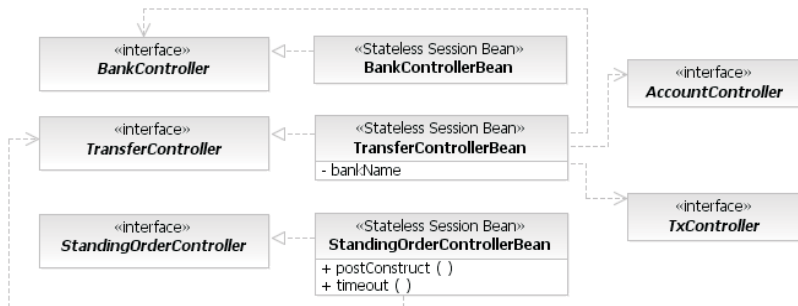 «interface»
BankController
«Stateless Session Bean»
BankControllerBean
«interface»
AccountController
«interface»
TransferController
«Stateless Session Bean»
TransferControllerBean
- bankName
«interface»
TxController
«interface»
StandingOrderController
«Stateless Session Bean»
StandingOrderControllerBean
+ postConstruct ( )
+ timeout ( )